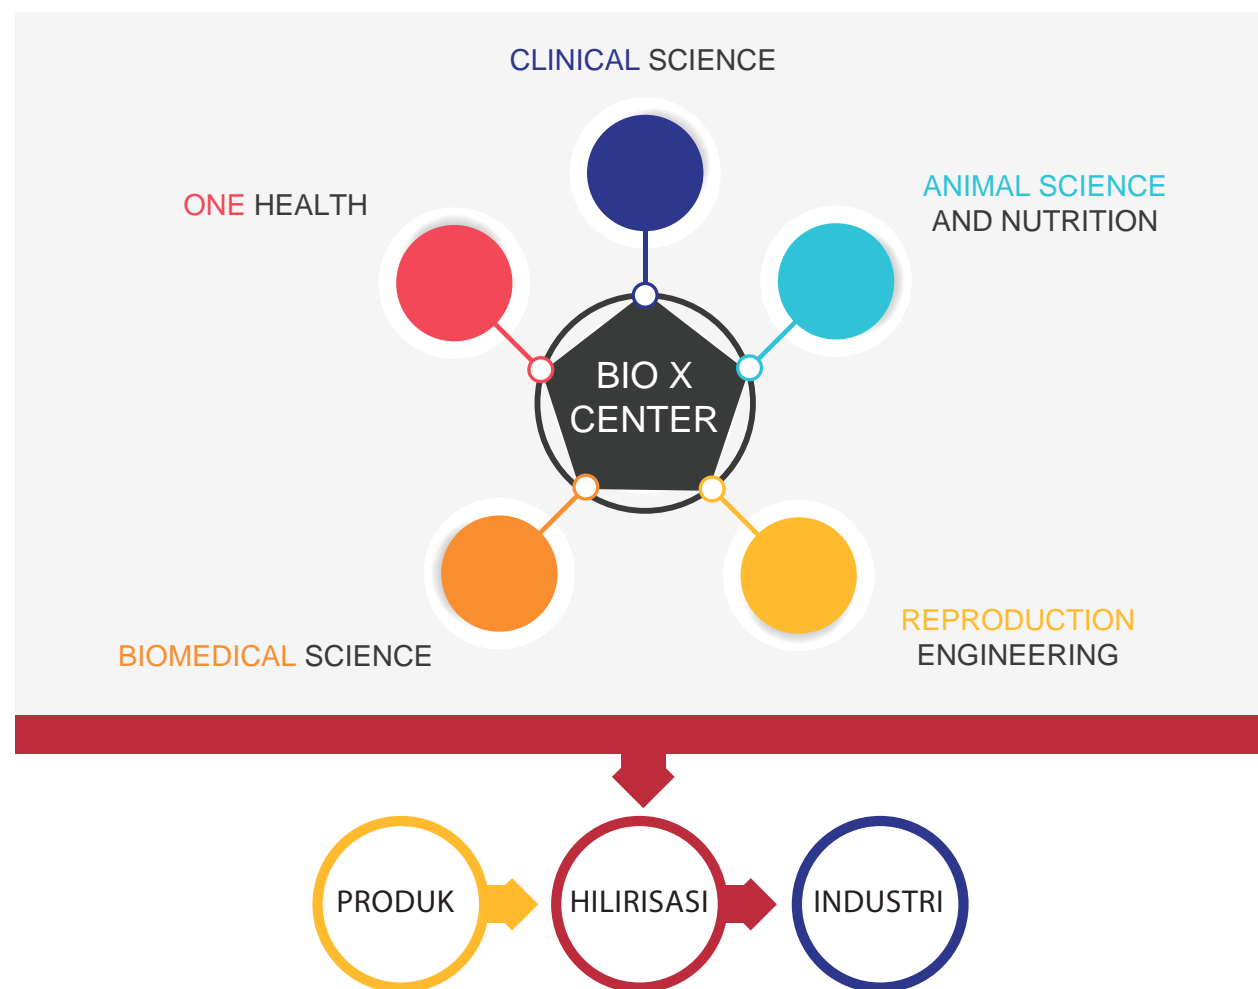 CLINICAL SCIENCE
ONE HEALTH
ANIMAL SCIENCE
AND NUTRITION
BIO X
CENTER
BIOMEDICAL SCIENCE
REPRODUCTION
ENGINEERING
PRODUK
HILIRISASI
INDUSTRI